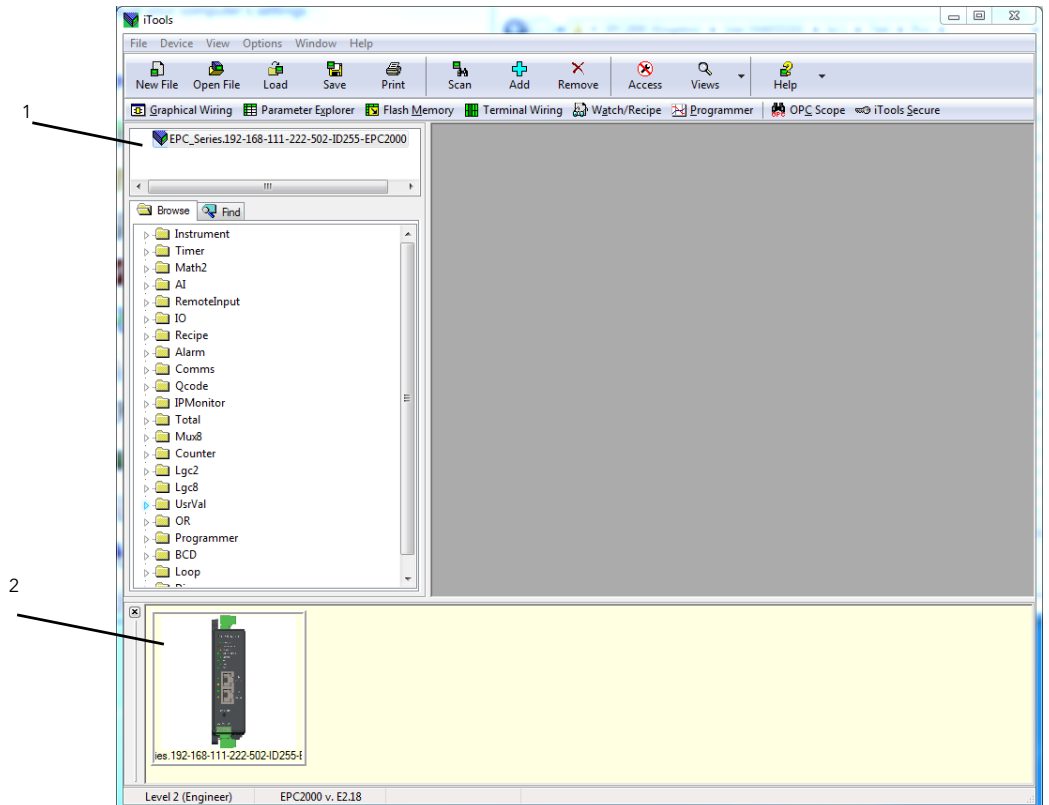 iTools
File Device View Options Window Help
New File Open File Load Save Print Scan Add Remove Access Views Help
Graphical Wiring Parameter Explorer Flash Memory Terminal Wiring Watch/Recipe Programmer OPC Scope iTools Secure
1
EPC_Series.192-168-111-222-502-ID255-EPC2000
Browse Find
Instrument
Timer
Math2
AI
RemoteInput
IO
Recipe
Alarm
Comms
Qcode
IPMonitor
Total
Mux8
Counter
Lgc2
Lgc8
UsrVal
OR
Programmer
BCD
Loop
2
ies.192-168-111-222-502-ID255-E
Level 2 (Engineer) EPC2000 v. E2.18